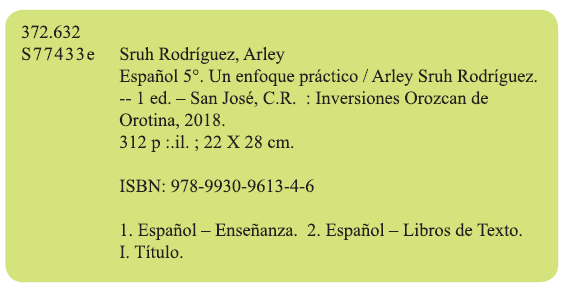 372.632
S77433e Sruh Rodríguez, Arley
Español 5°. Un enfoque práctico / Arley Sruh Rodríguez.
-- 1 ed. – San José, C.R.  : Inversiones Orozcan de
Orotina, 2018.
312 p :.il. ; 22 X 28 cm.
ISBN: 978-9930-9613-4-6
1. Español – Enseñanza.  2. Español – Libros de Texto.
I. Título.